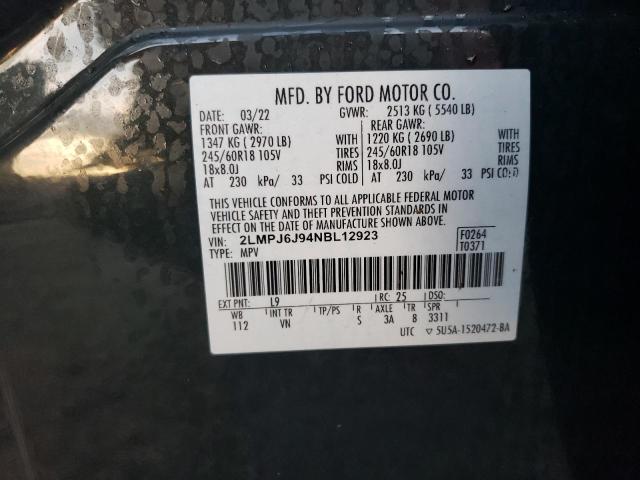 MFD. BY FORD MOTOR CO.
DATE: 03/22 GVWR: 2513 KG ( 5540 LB)
FRONT GAWR: REAR GAWR:
1347 KG ( 2970 LB) WITH 1220 KG ( 2690 LB) WITH
245/60R18 105V TIRES 245/60R18 105V TIRES
18x8.0J RIMS 18x8.0J RIMS
AT 230 kPa/ 33 PSI COLD AT 230 kPa/ 33 PSI COLD
THIS VEHICLE CONFORMS TO ALL APPLICABLE FEDERAL MOTOR
VEHICLE SAFETY AND THEFT PREVENTION STANDARDS IN
EFFECT ON THE DATE OF MANUFACTURE SHOWN ABOVE.
VIN: 2LMPJ6J94NBL12923 F0264
TYPE: MPV T0371
EXT PNT: L9 RC: 25 DSO:
WB INT TR TP/PS R AXLE TR SPR
112 VN S 3A 8 3311
UTC ▽ 5U5A-1520472-BA